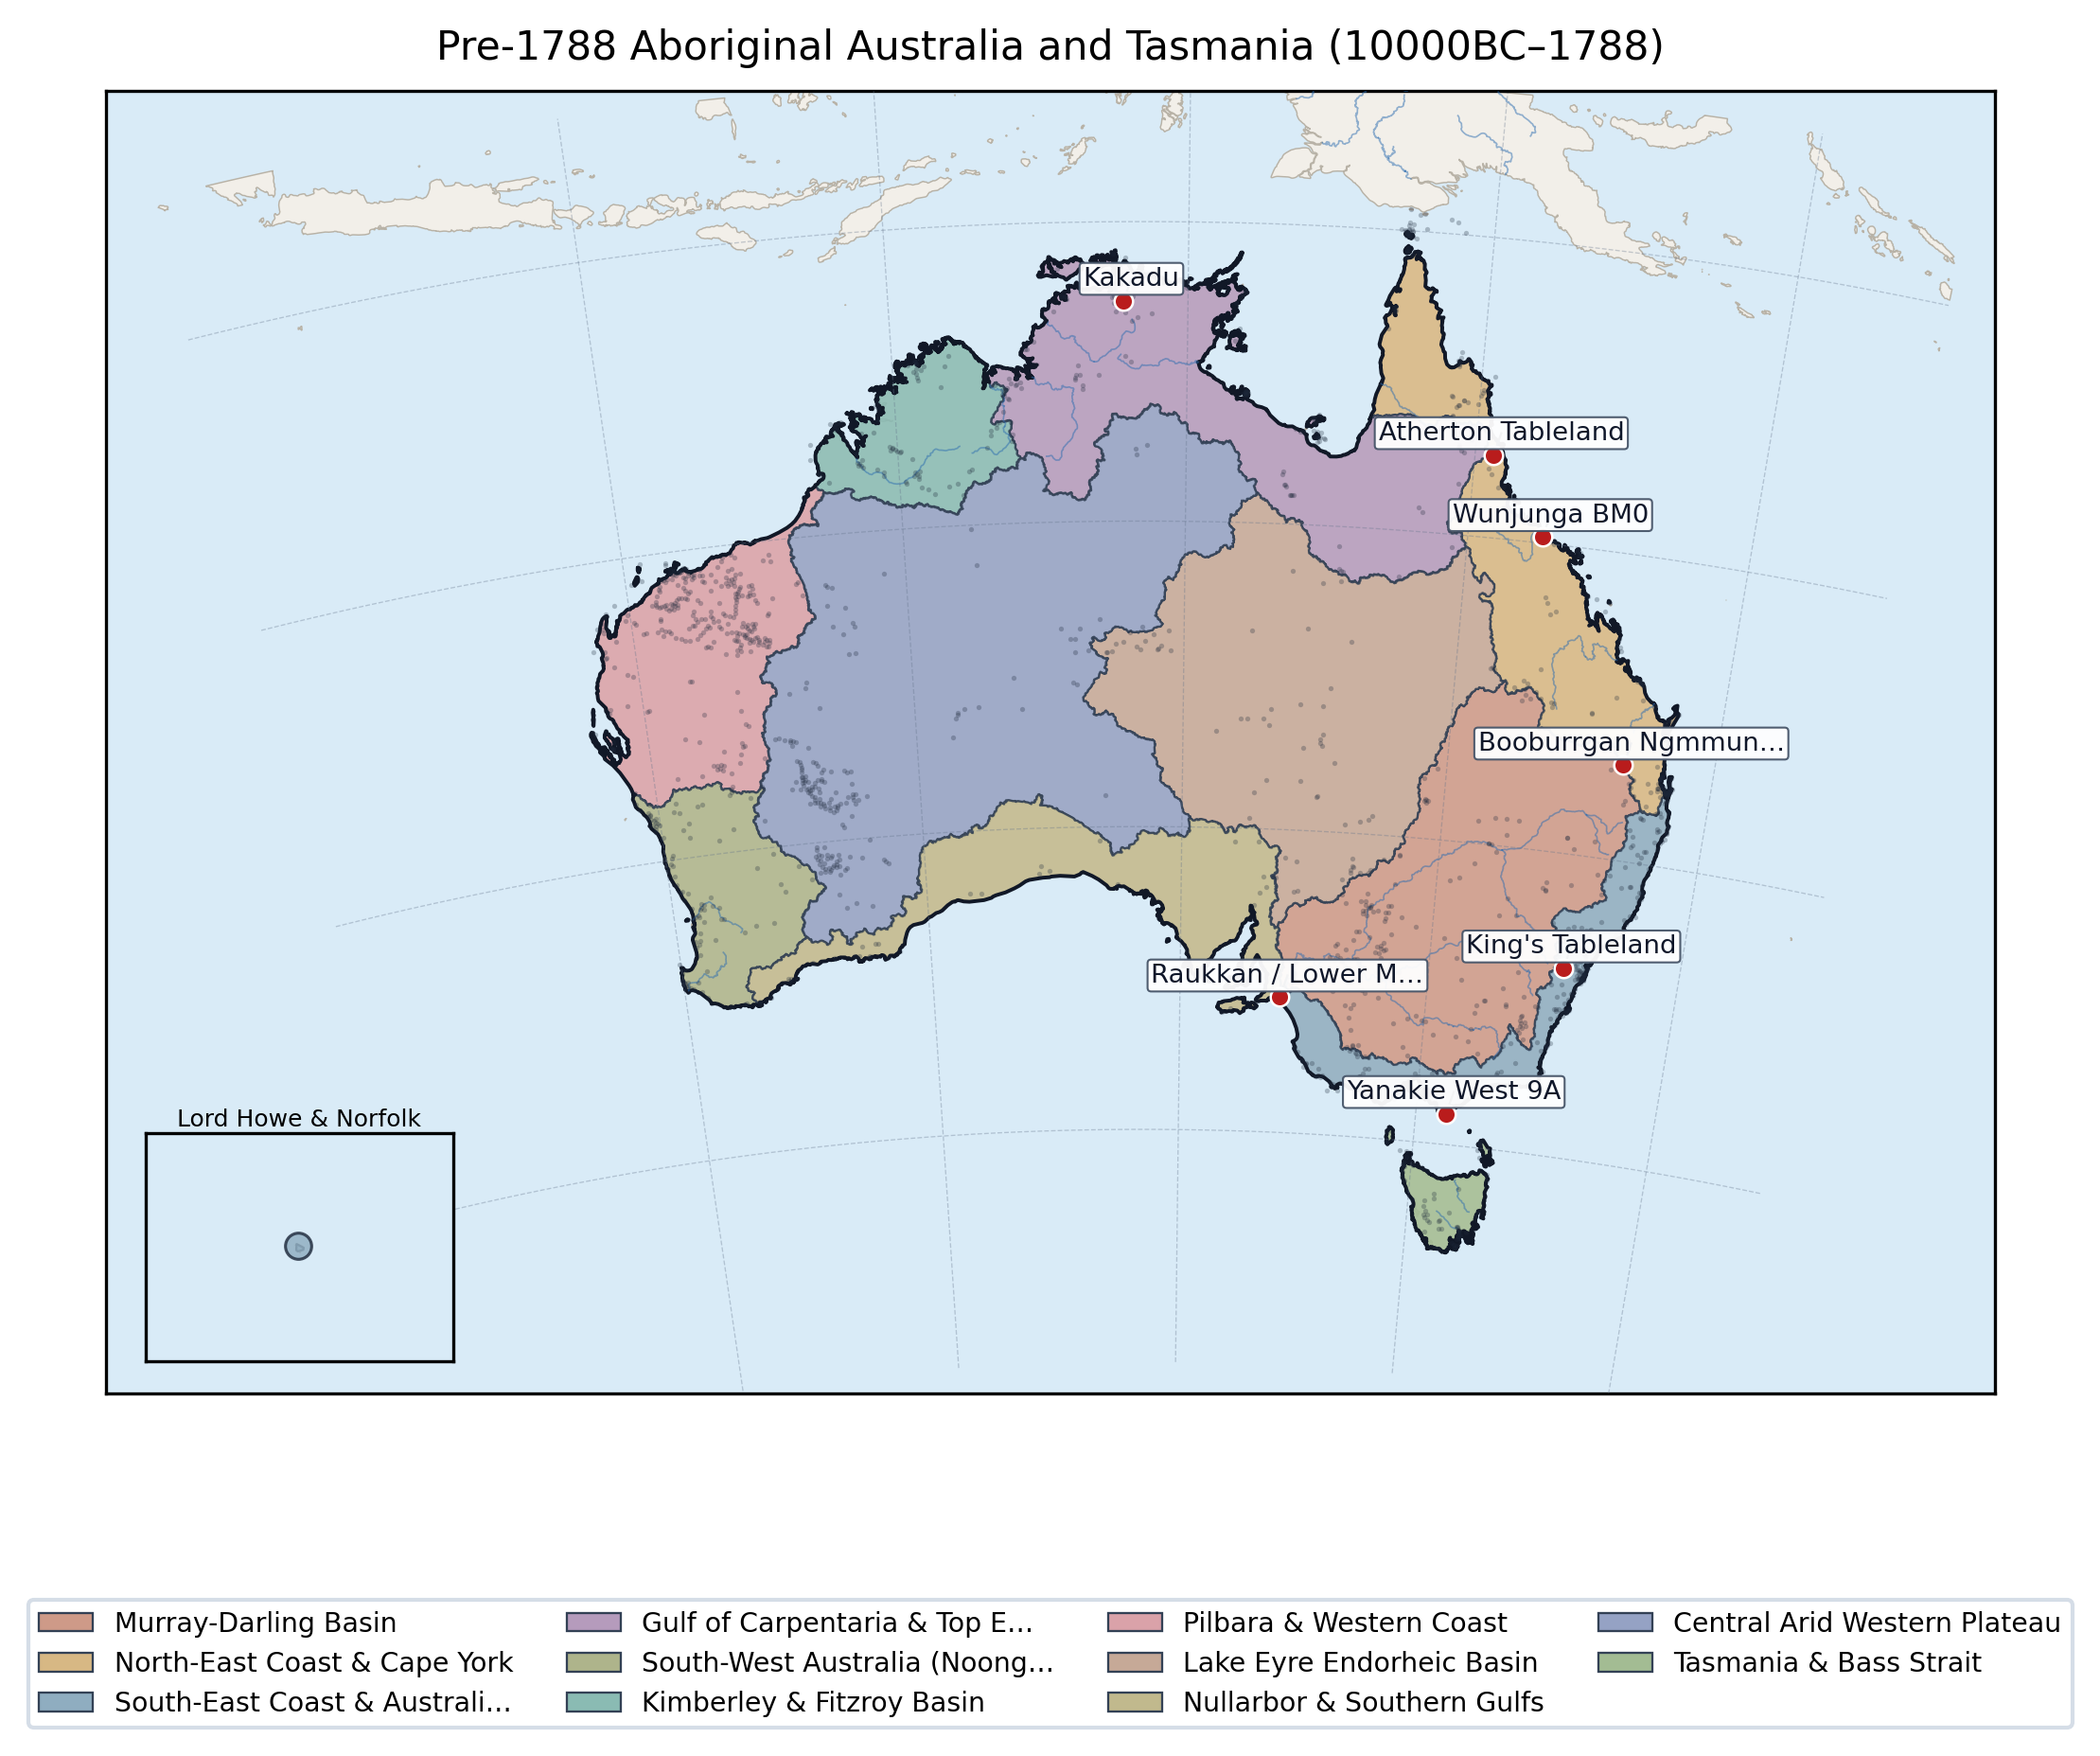 Pre-1788 Aboriginal Australia and Tasmania (10000BC–1788)
Kakadu
Atherton Tableland
Wunjunga BM0
Booburrgan Ngmmun…
King's Tableland
Raukkan / Lower M…
Yanakie West 9A
Lord Howe & Norfolk
Murray-Darling Basin
North-East Coast & Cape York
South-East Coast & Australi…
Gulf of Carpentaria & Top E…
South-West Australia (Noong…
Kimberley & Fitzroy Basin
Pilbara & Western Coast
Lake Eyre Endorheic Basin
Nullarbor & Southern Gulfs
Central Arid Western Plateau
Tasmania & Bass Strait